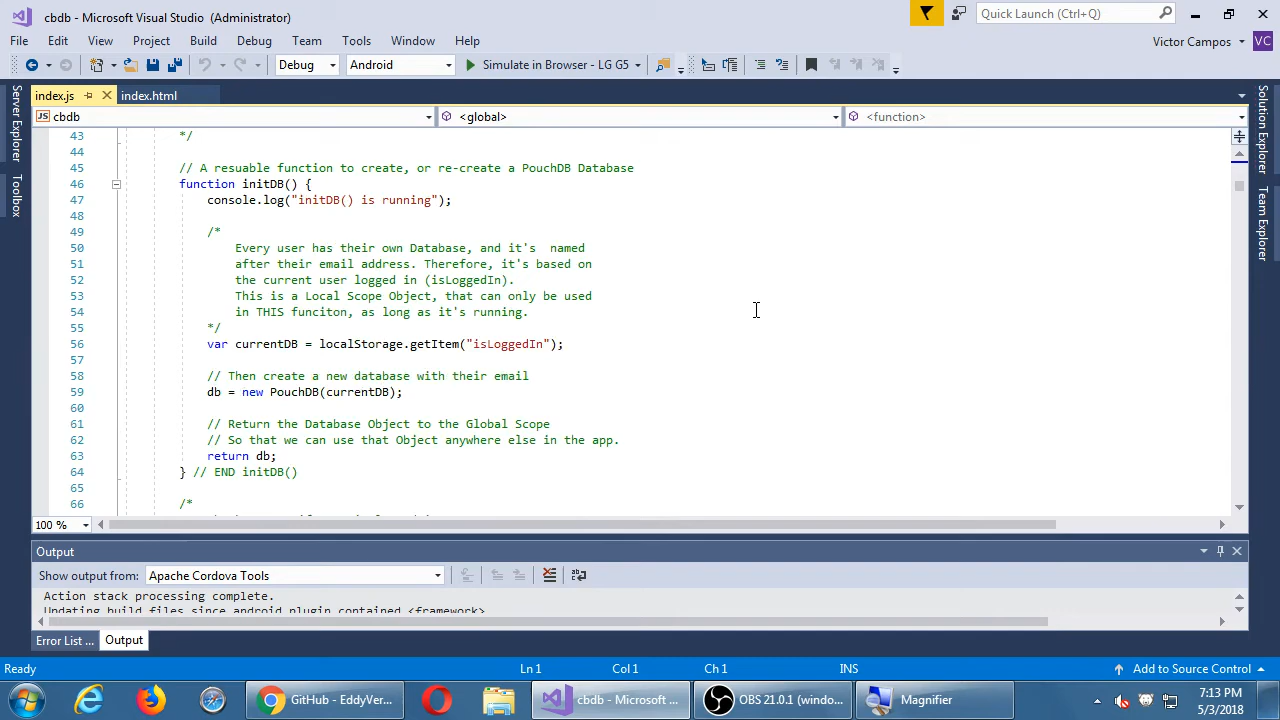 cbdb - Microsoft Visual Studio (Administrator)
Quick Launch (Ctrl+Q)
File Edit View Project Build Debug Team Tools Window Help
Victor Campos VC
Debug Android Simulate in Browser - LG G5
index.js index.html
JS cbdb <global> <function>
Server Explorer
Toolbox
Solution Explorer
Team Explorer
43 */
44
45 // A resuable function to create, or re-create a PouchDB Database
46 function initDB() {
47 console.log("initDB() is running");
48
49 /*
50 Every user has their own Database, and it's  named
51 after their email address. Therefore, it's based on
52 the current user logged in (isLoggedIn).
53 This is a Local Scope Object, that can only be used
54 in THIS funciton, as long as it's running.
55 */
56 var currentDB = localStorage.getItem("isLoggedIn");
57
58 // Then create a new database with their email
59 db = new PouchDB(currentDB);
60
61 // Return the Database Object to the Global Scope
62 // So that we can use that Object anywhere else in the app.
63 return db;
64 } // END initDB()
65
66 /*
100 %
Output
Show output from: Apache Cordova Tools
Action stack processing complete.
Updating build files since android plugin contained <framework>
Error List ... Output
Ready Ln 1 Col 1 Ch 1 INS Add to Source Control
GitHub - EddyVer... cbdb - Microsoft ... OBS 21.0.1 (windo... Magnifier
7:13 PM
5/3/2018